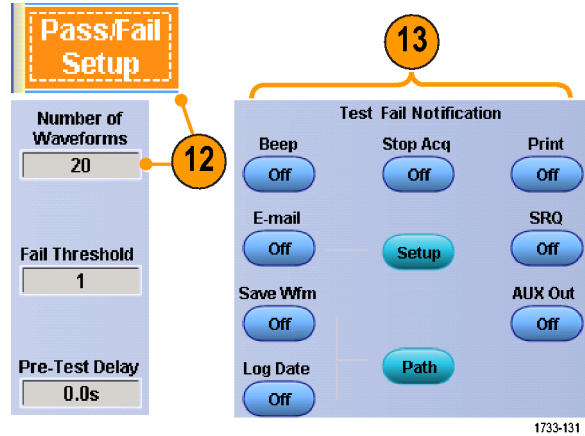 Pass/Fail
Setup
12
Number of
Waveforms
20
Fail Threshold
1
Pre-Test Delay
0.0s
13
Test Fail Notification
Beep Stop Acq Print
Off Off Off
E-mail SRQ
Off Setup Off
Save Wfm AUX Out
Off Off
Log Date Path
Off
1733-131